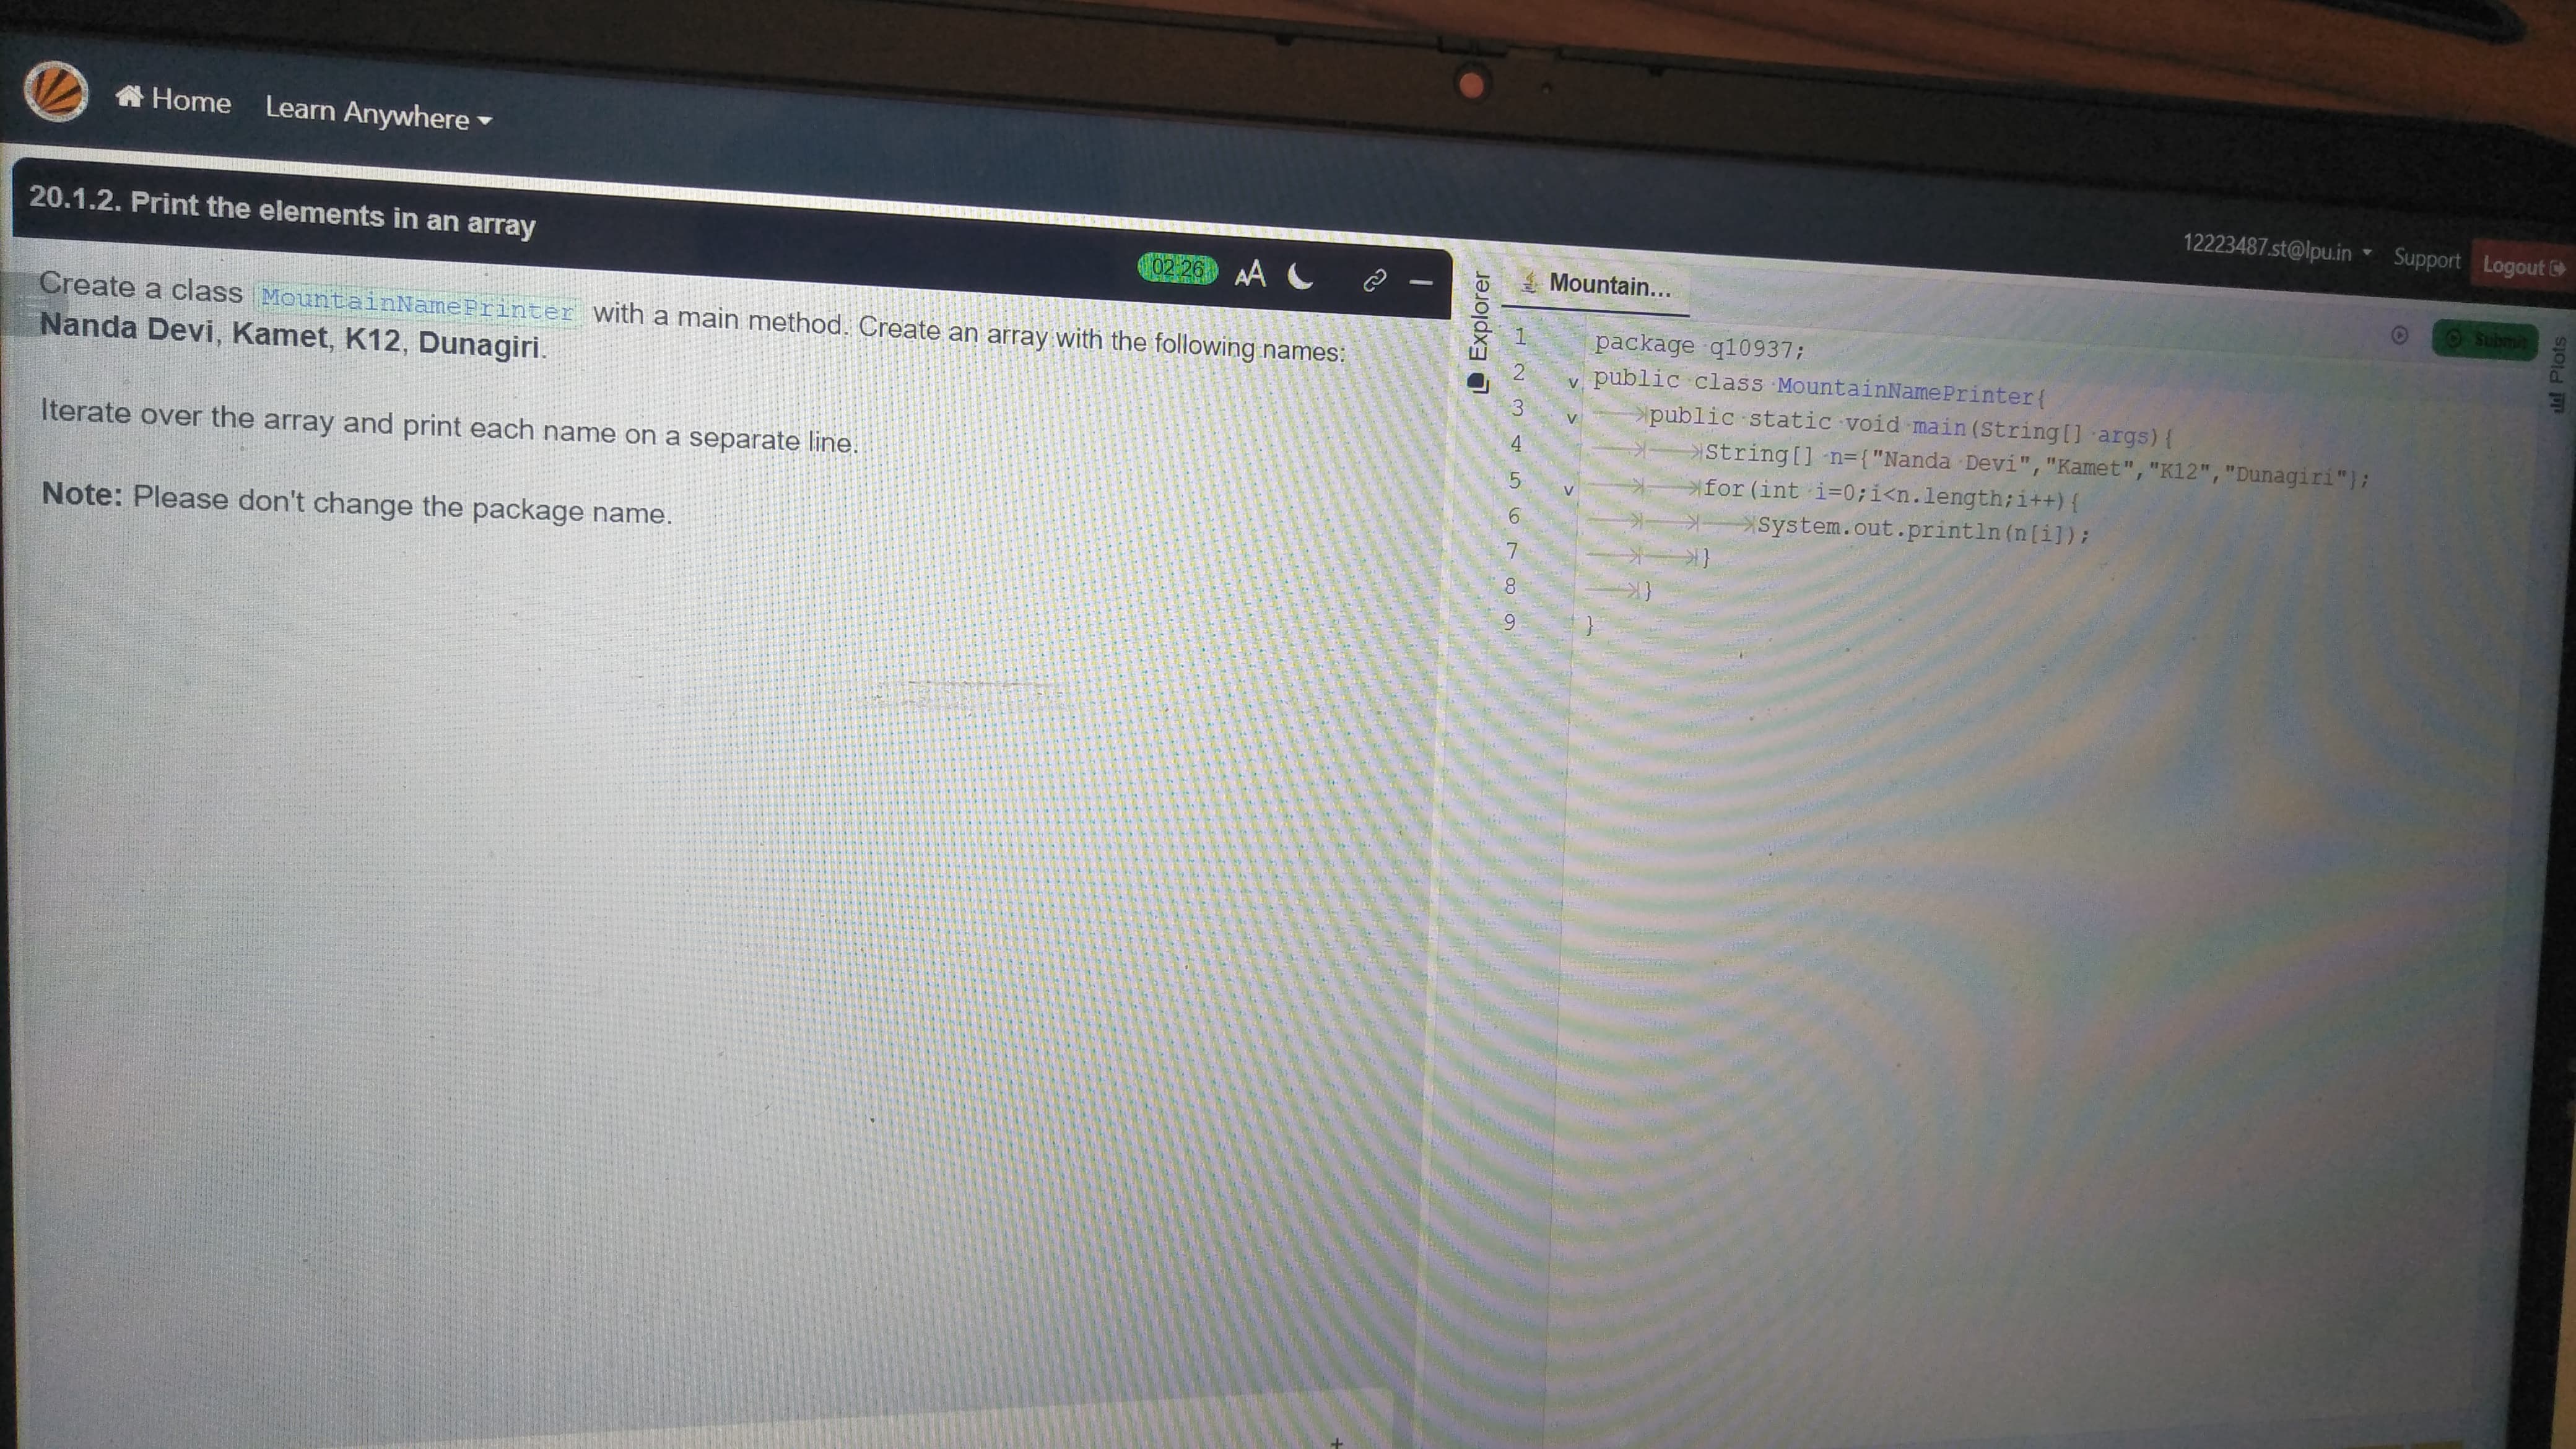 Home Learn Anywhere
12223487.st@lpu.in Support Logout
20.1.2. Print the elements in an array
02:26 AA
Create a class MountainNamePrinter with a main method. Create an array with the following names:
Nanda Devi, Kamet, K12, Dunagiri.
Iterate over the array and print each name on a separate line.
Note: Please don't change the package name.
Explorer
Mountain...
Submit
Plots
1 package q10937;
2 public class MountainNamePrinter{
3 public static void main(String[] args){
4 String[] n={"Nanda Devi","Kamet","K12","Dunagiri"};
5 for(int i=0;i<n.length;i++){
6 System.out.println(n[i]);
7 }
8 }
9 }